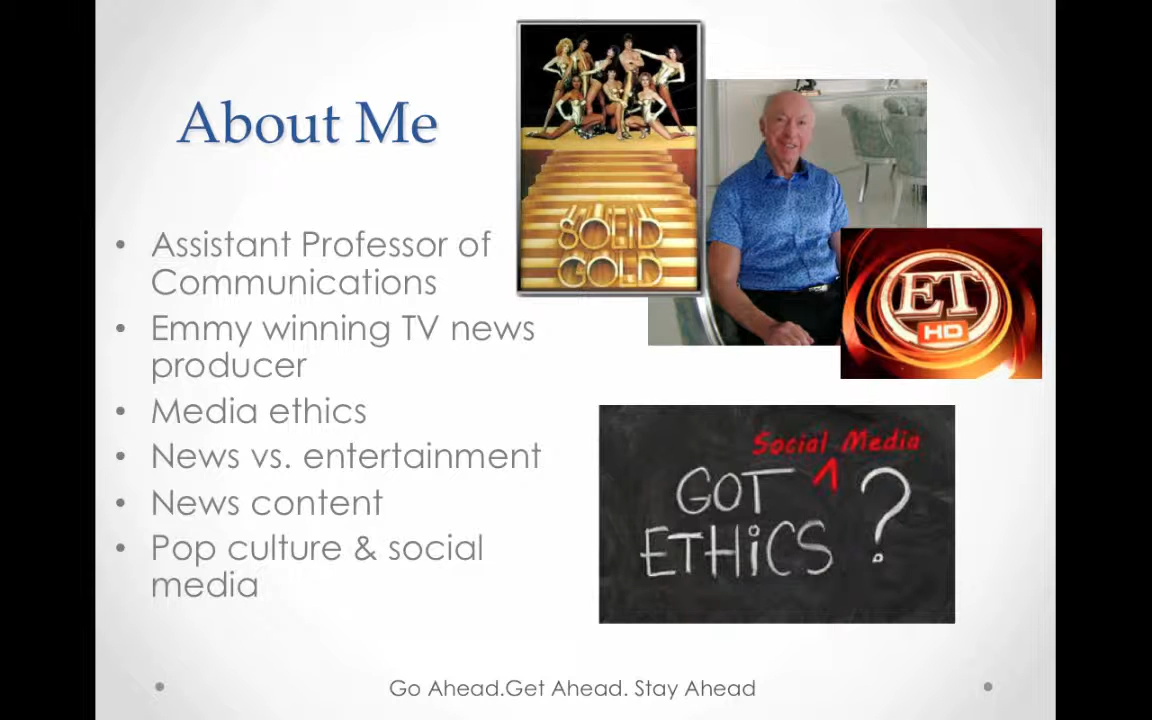 About Me
• Assistant Professor of
Communications
• Emmy winning TV news
producer
• Media ethics
• News vs. entertainment
• News content
• Pop culture & social
media
SOLID
GOLD
ET
HD
Social Media
GOT ^ ?
ETHiCS
Go Ahead.Get Ahead. Stay Ahead